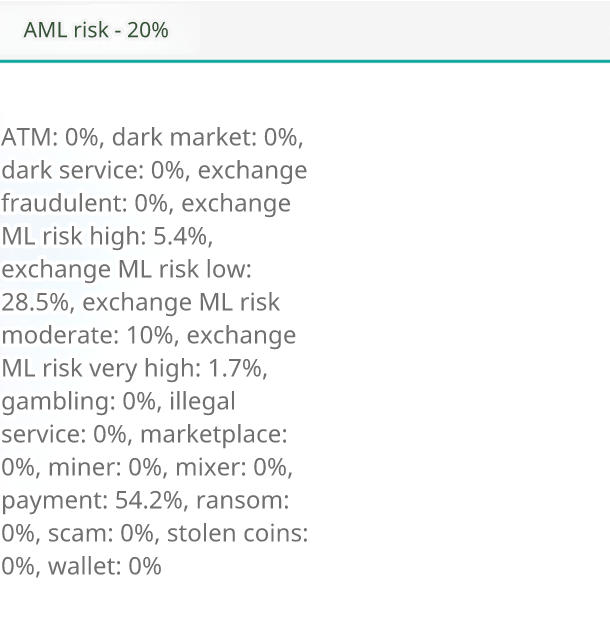 AML risk - 20%
ATM: 0%, dark market: 0%,
dark service: 0%, exchange
fraudulent: 0%, exchange
ML risk high: 5.4%,
exchange ML risk low:
28.5%, exchange ML risk
moderate: 10%, exchange
ML risk very high: 1.7%,
gambling: 0%, illegal
service: 0%, marketplace:
0%, miner: 0%, mixer: 0%,
payment: 54.2%, ransom:
0%, scam: 0%, stolen coins:
0%, wallet: 0%